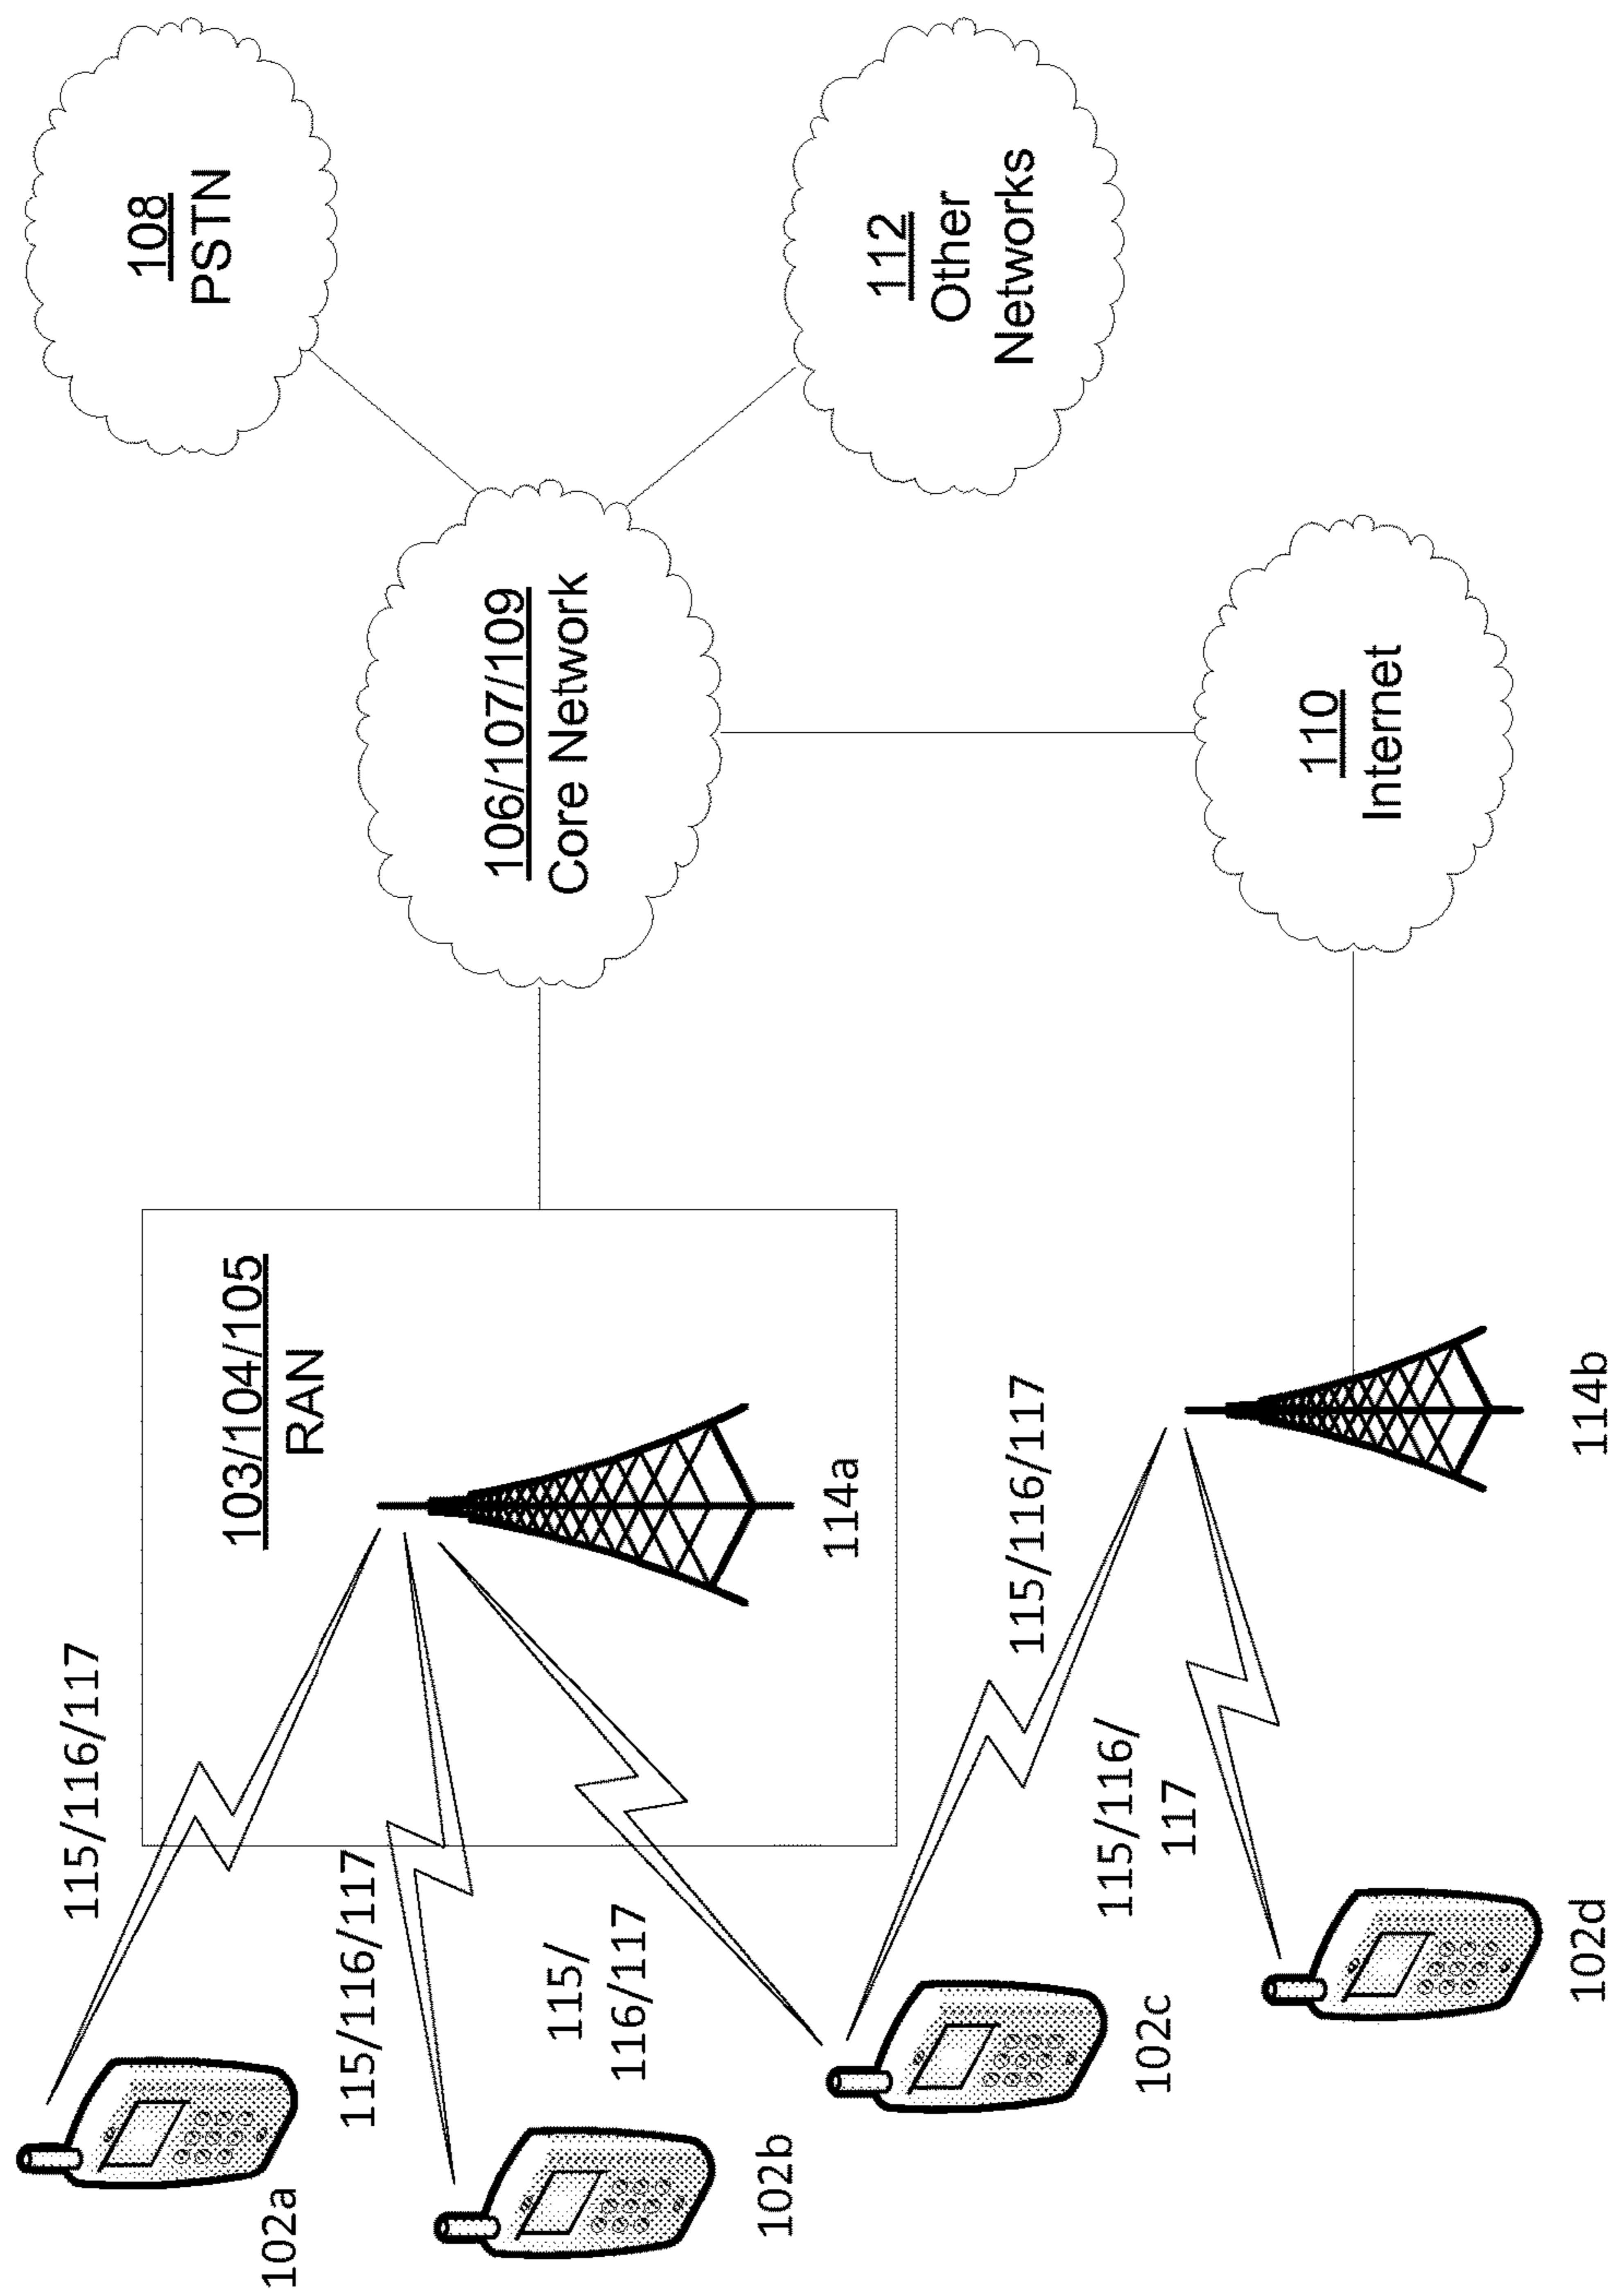 115/116/117
102a
103/104/105
RAN
114a
115/116/117
102b
115/
116/117
102c
115/116/117
115/116/
117
102d
114b
106/107/109
Core Network
108
PSTN
112
Other
Networks
110
Internet